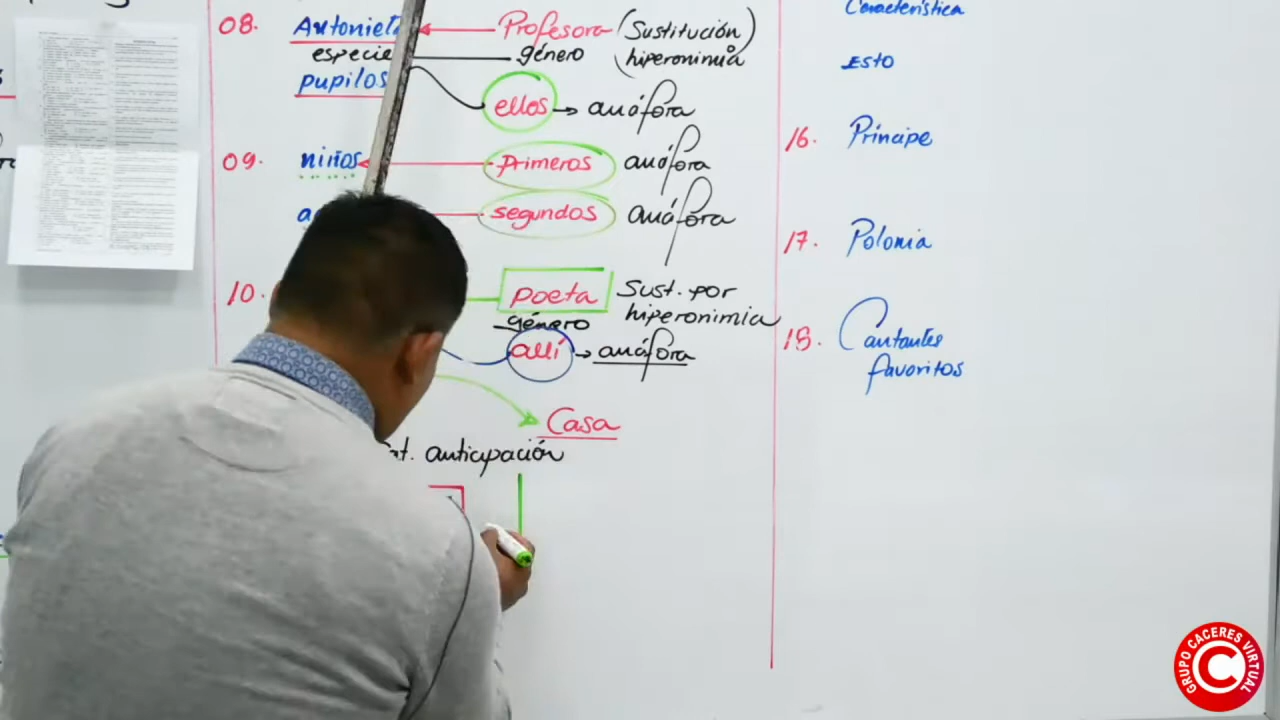 08. Antonieta Profesora (Sustitución)
especie género (hiperonimia)
pupilos
ellos → anáfora
09. niños primeros anáfora
segundos anáfora
10. poeta Sust. por
género hiperonimia
allí → anáfora
Casa
anticipación
Característica
Esto
16. Príncipe
17. Polonia
18. Cantantes
favoritos
GRUPO CACERES VIRTUAL
C